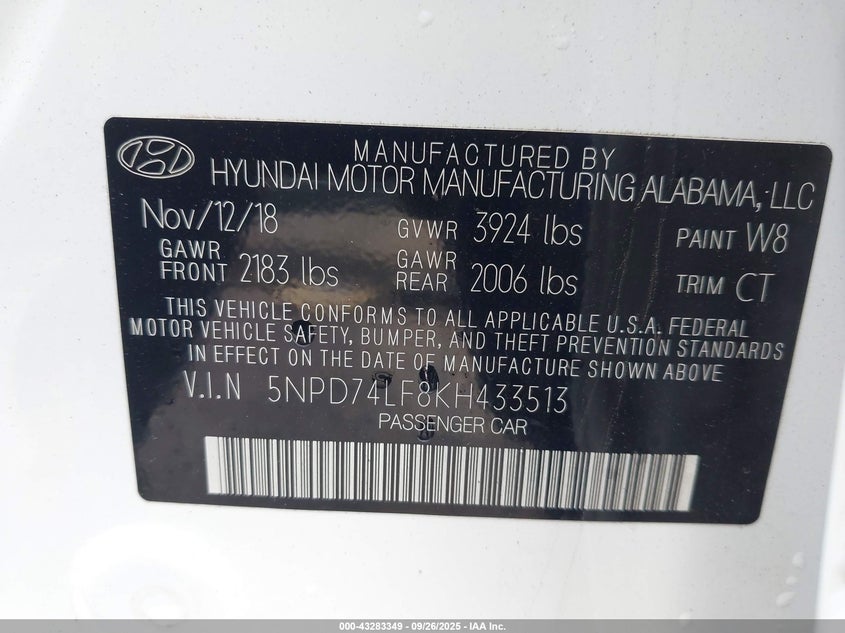 MANUFACTURED BY
HYUNDAI MOTOR MANUFACTURING ALABAMA, LLC
Nov/12/18 GVWR 3924 lbs PAINT W8
GAWR FRONT 2183 lbs GAWR REAR 2006 lbs TRIM CT
THIS VEHICLE CONFORMS TO ALL APPLICABLE U.S.A. FEDERAL
MOTOR VEHICLE SAFETY, BUMPER, AND THEFT PREVENTION STANDARDS
IN EFFECT ON THE DATE OF MANUFACTURE SHOWN ABOVE
V.I.N 5NPD74LF8KH433513
PASSENGER CAR
000-43283349 - 09/26/2025 - IAA Inc.